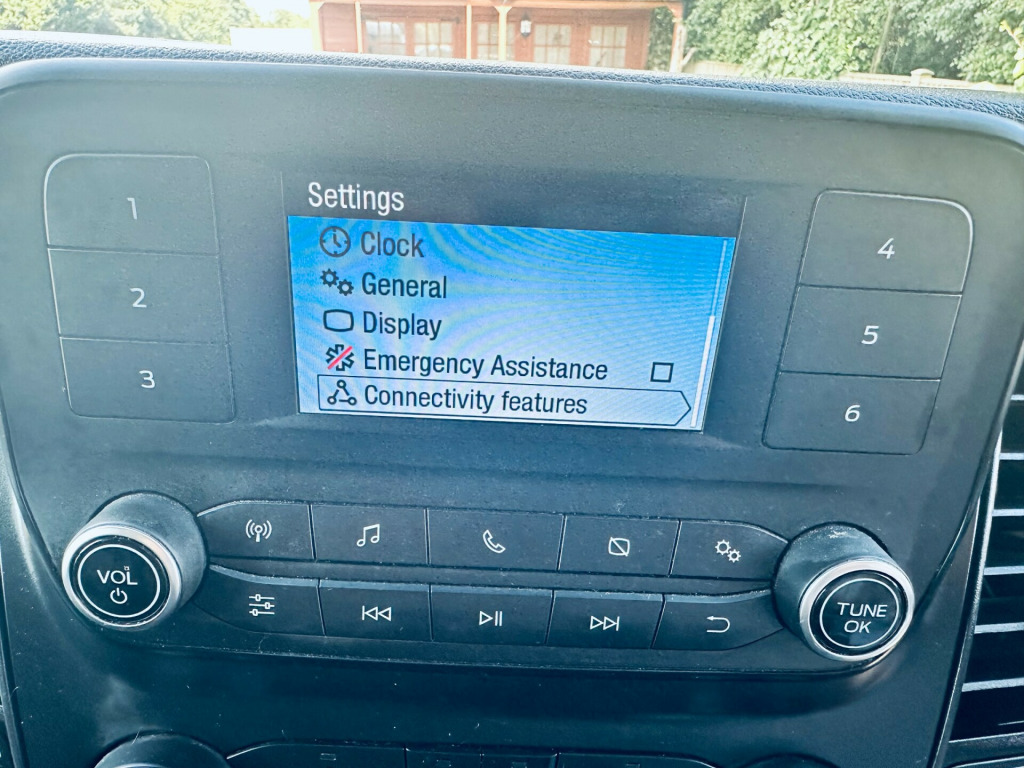 Settings
Clock
General
Display
Emergency Assistance
Connectivity features
1
2
3
4
5
6
VOL
TUNE
OK